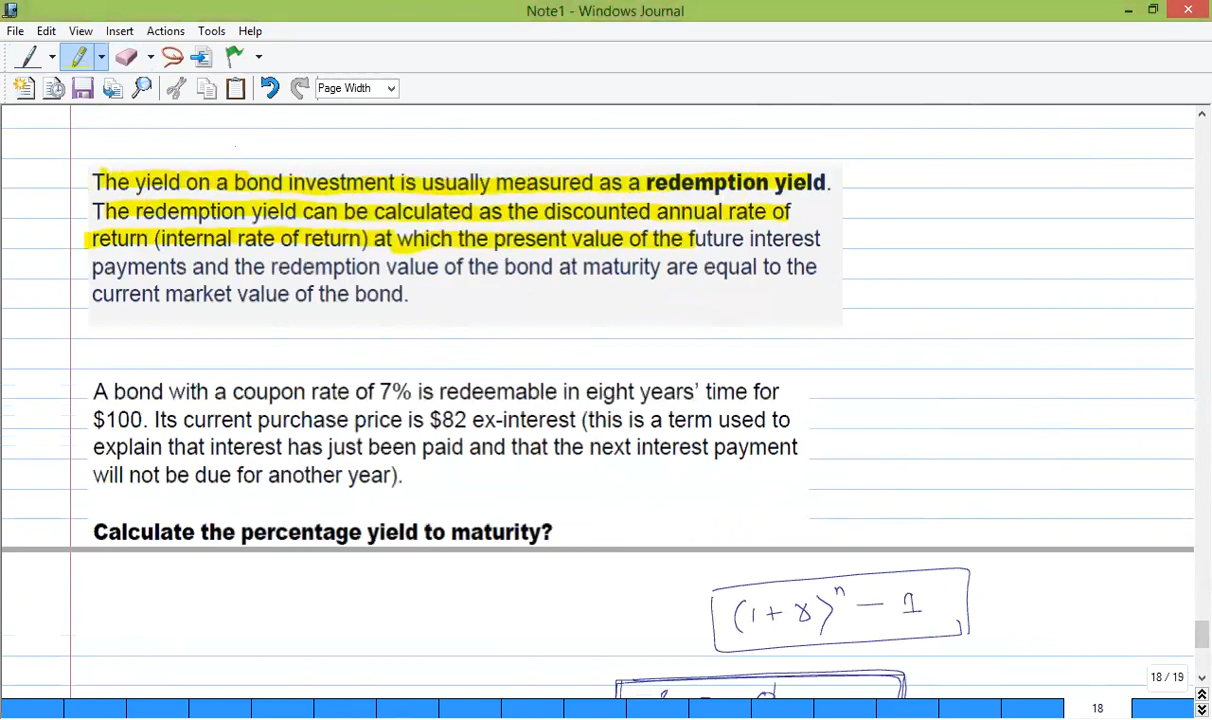 Note1 - Windows Journal
File Edit View Insert Actions Tools Help
Page Width
The yield on a bond investment is usually measured as a redemption yield.
The redemption yield can be calculated as the discounted annual rate of
return (internal rate of return) at which the present value of the future interest
payments and the redemption value of the bond at maturity are equal to the
current market value of the bond.
A bond with a coupon rate of 7% is redeemable in eight years' time for
$100. Its current purchase price is $82 ex-interest (this is a term used to
explain that interest has just been paid and that the next interest payment
will not be due for another year).
Calculate the percentage yield to maturity?
(1+r)^n - 1
18 / 19
18